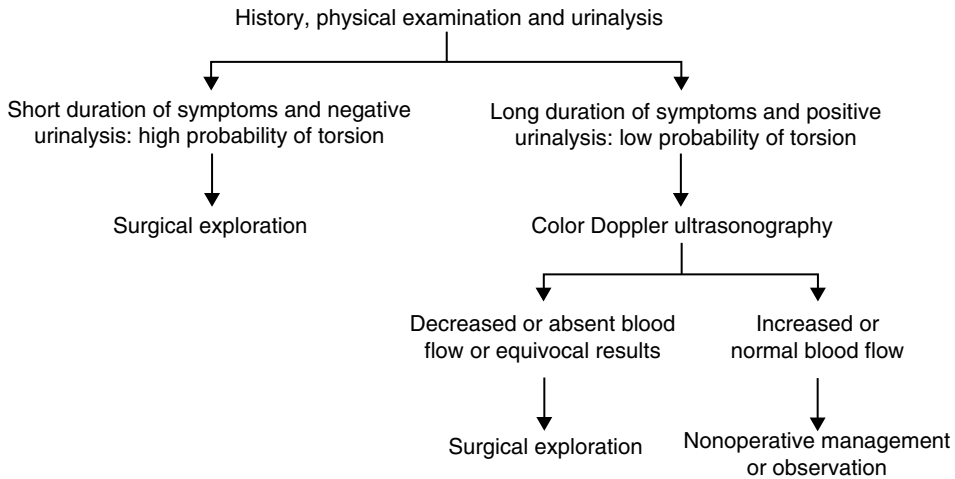 History, physical examination and urinalysis
Short duration of symptoms and negative
urinalysis: high probability of torsion
Long duration of symptoms and positive
urinalysis: low probability of torsion
Surgical exploration
Color Doppler ultrasonography
Decreased or absent blood
flow or equivocal results
Increased or
normal blood flow
Surgical exploration
Nonoperative management
or observation